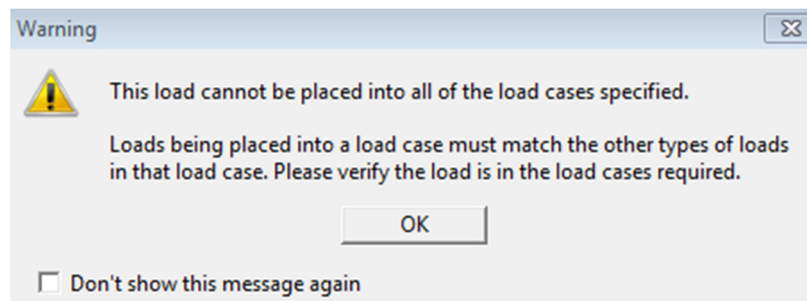 Warning
This load cannot be placed into all of the load cases specified.
Loads being placed into a load case must match the other types of loads
in that load case. Please verify the load is in the load cases required.
OK
Don't show this message again